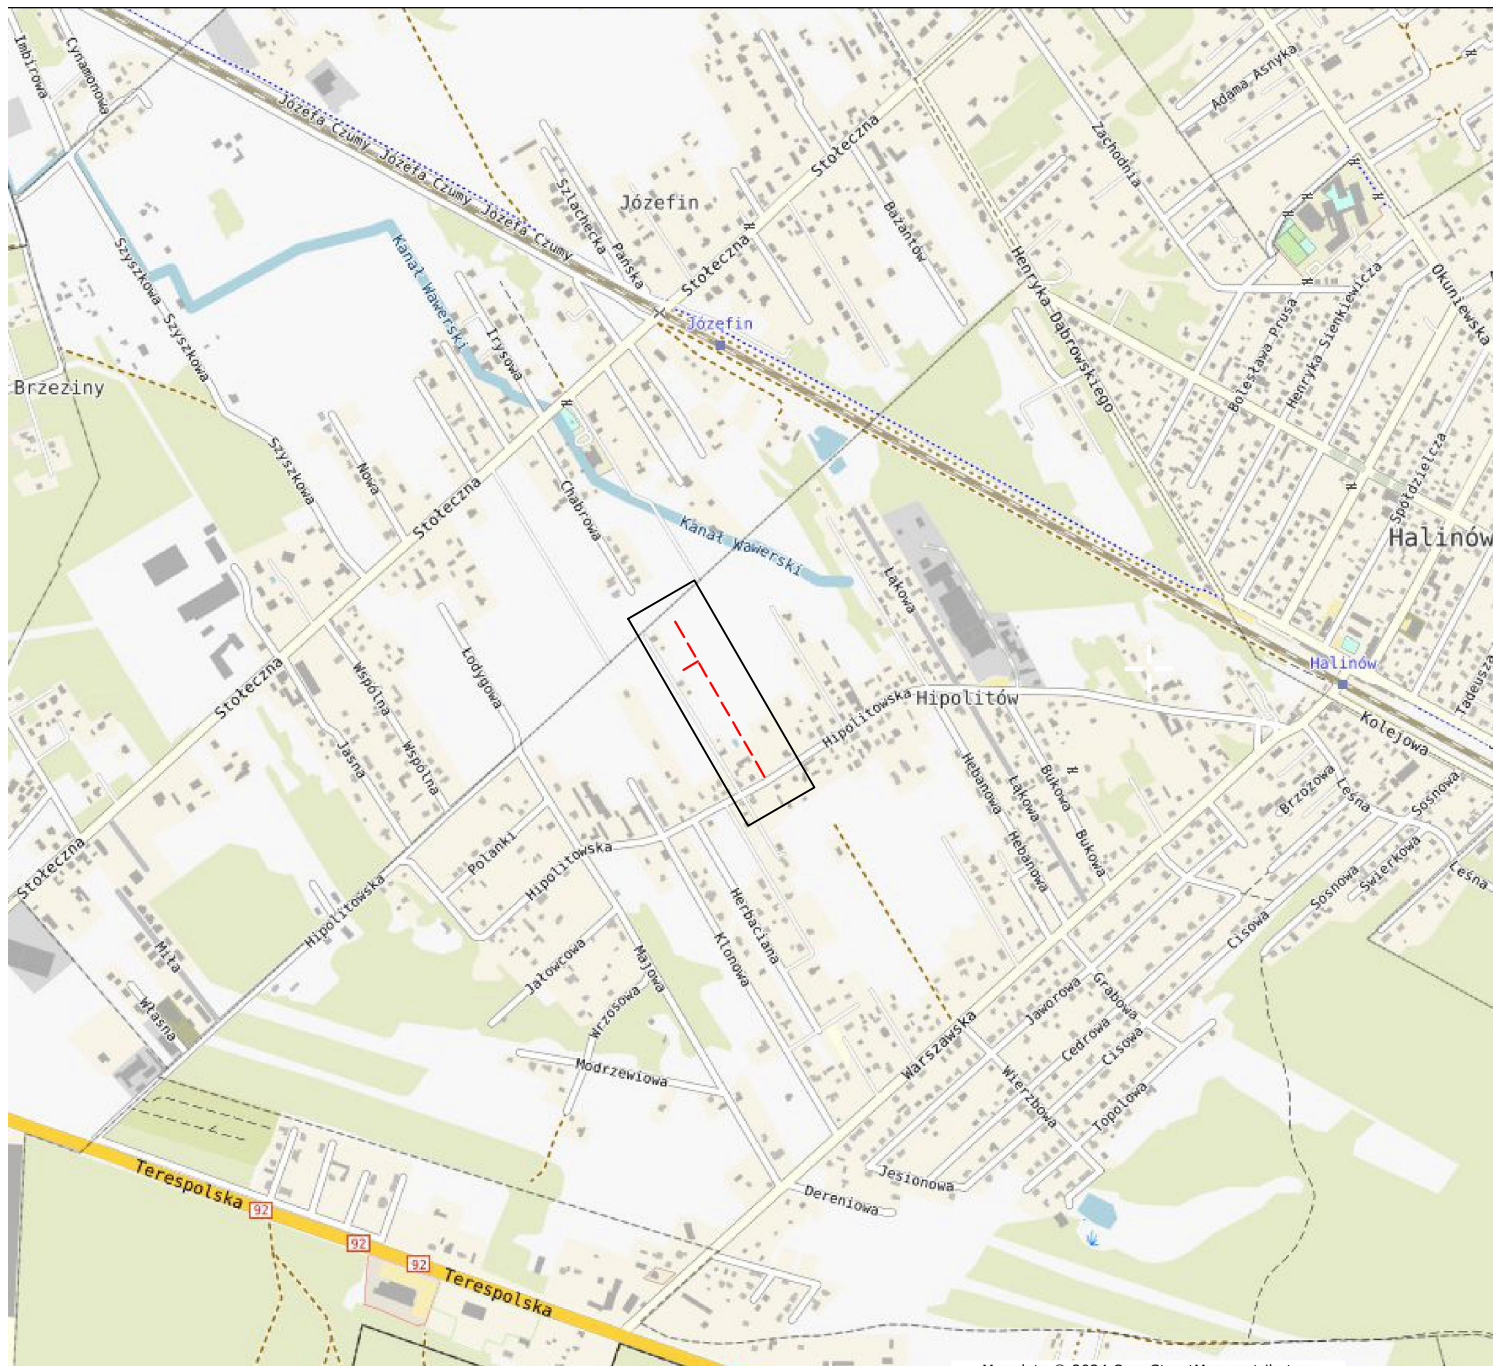 Imbirowa
Cynamonowa
Józefa Czumy
Józefa Czumy
Józefa Czumy
Stołeczna
Adama Asnyka
Zachodnia
Szlachecka
Józefin
Pańska
Stołeczna
Bażantów
Henryka Dąbrowskiego
Okuniewska
Henryka Sienkiewicza
Bolesława Prusa
Szyszkowa
Szyszkowa
Szyszkowa
Kanał Wawerski
Irysowa
Józefin
Brzeziny
Nowa
Stołeczna
Chabrowa
Kanał Wawerski
Spółdzielcza
Halinów
Łąkowa
Halinów
Tadeusza
Kolejowa
Łodygowa
Wspólna
Wspólna
Stołeczna
Jasna
Hipolitowska
Hipolitów
Hebanowa
Łąkowa
Bukowa
Hebanowa
Bukowa
Brzozowa
Leśna
Sosnowa
Świerkowa
Leśna
Sosnowa
Cisowa
Stołeczna
Polanki
Hipolitowska
Hipolitowska
Herbaciana
Klonowa
Majowa
Jałowcowa
Wrzosowa
Modrzewiowa
Miła
Własna
Grabowa
Jaworowa
Cedrowa
Cisowa
Warszawska
Wierzbowa
Topolowa
Jesionowa
Dereniowa
Terespolska
92
92
92
Terespolska